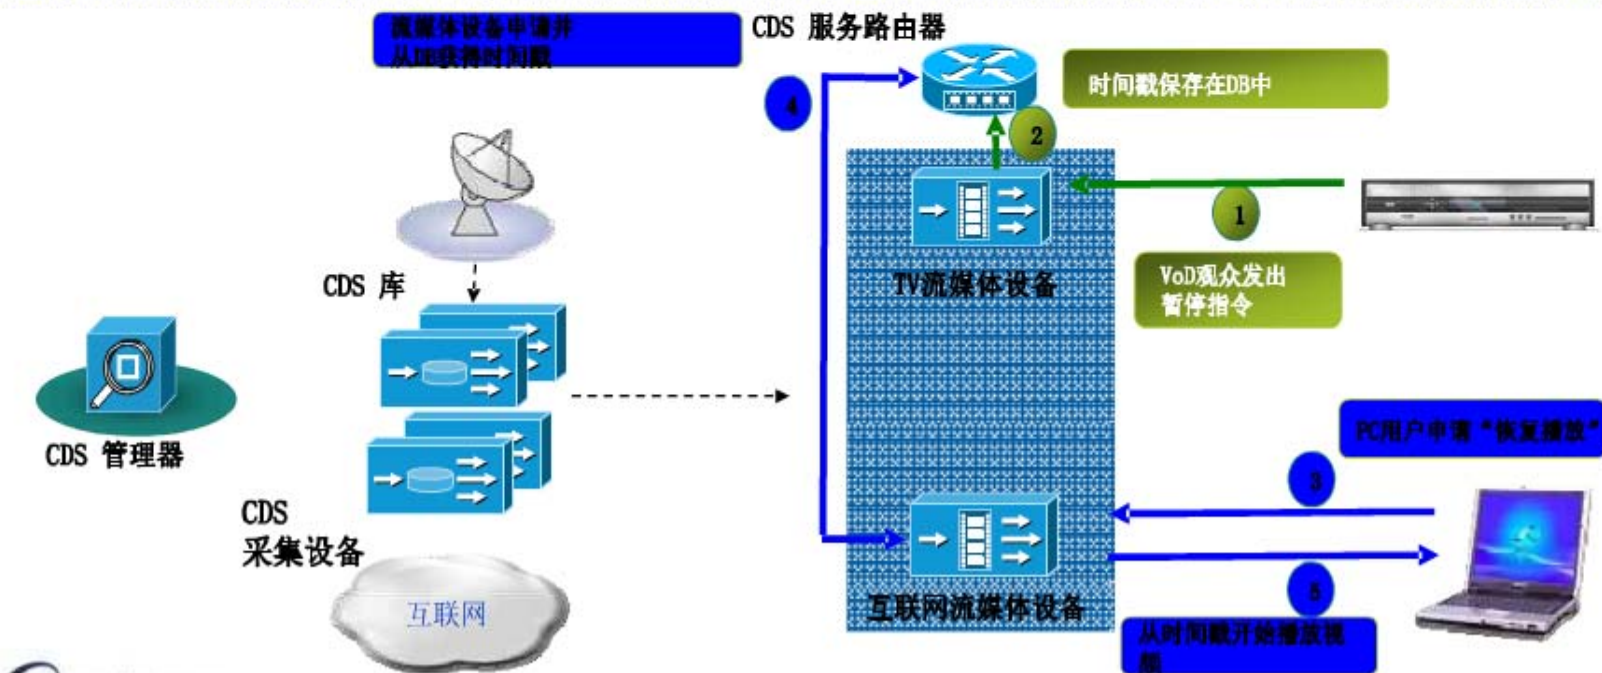 流媒体设备申请并
从DB获得时间戳
CDS 服务路由器
4
时间戳保存在DB中
2
1
TV流媒体设备
VoD观众发出
暂停指令
CDS 库
CDS 管理器
PC用户申请“恢复播放”
3
CDS
采集设备
互联网
互联网流媒体设备
5
从时间戳开始播放视
频